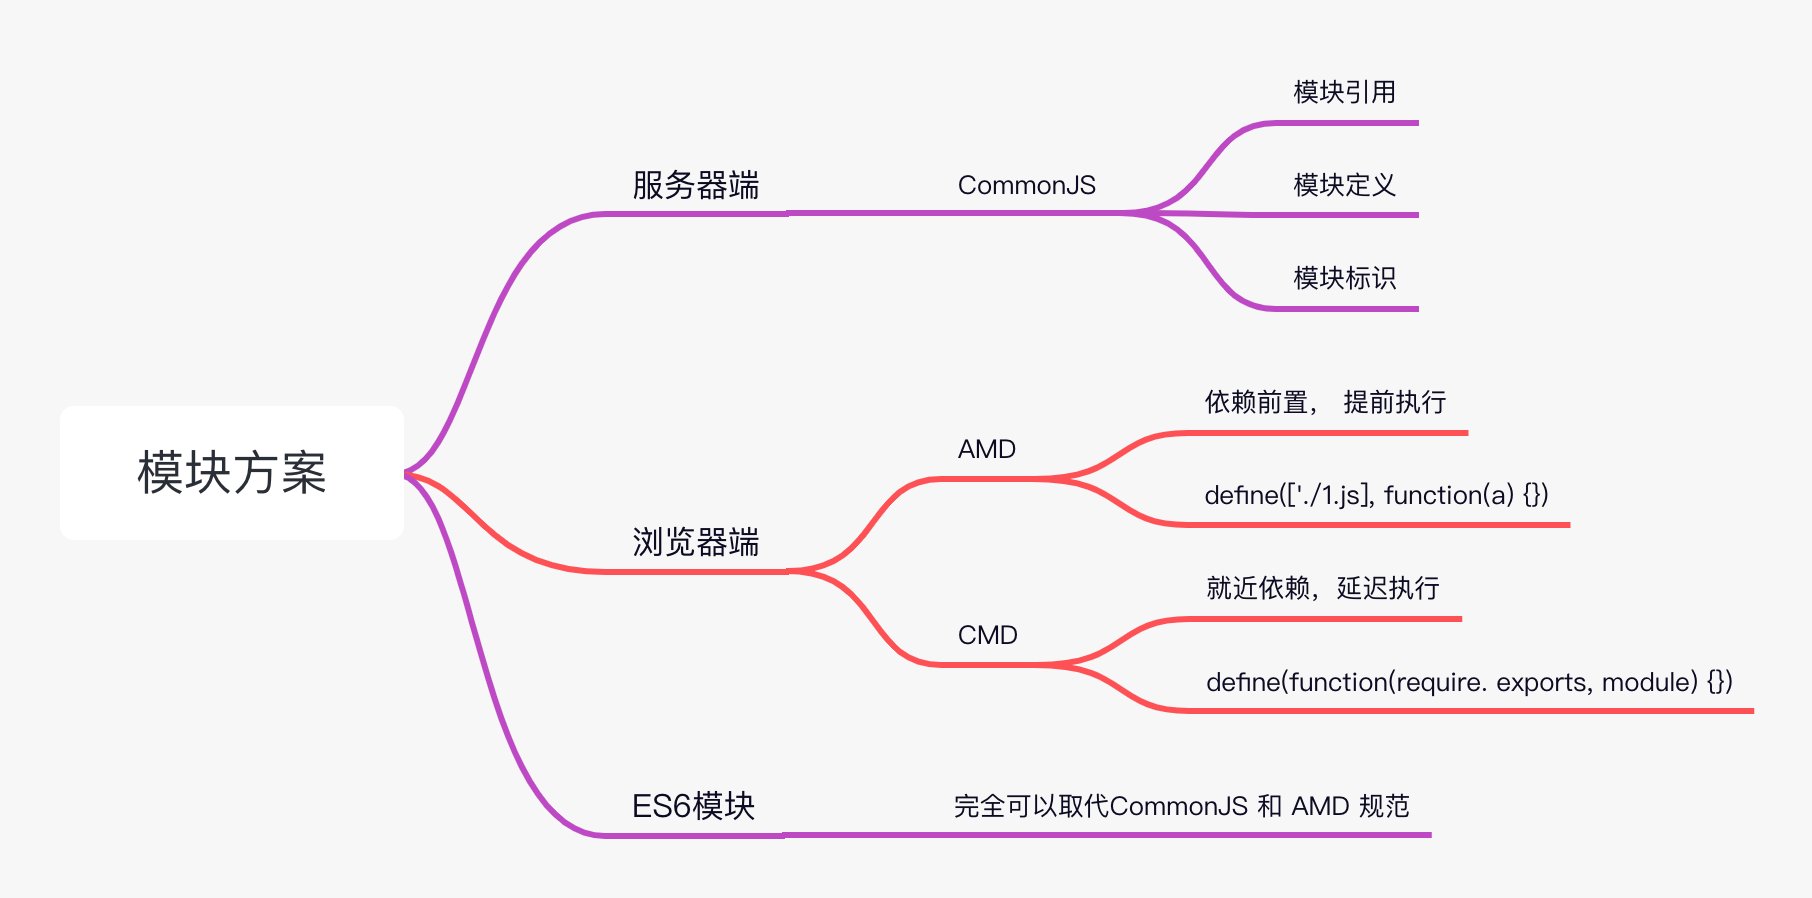 模块方案
服务器端
CommonJS
模块引用
模块定义
模块标识
浏览器端
AMD
依赖前置， 提前执行
define(['./1.js], function(a) {})
CMD
就近依赖，延迟执行
define(function(require. exports, module) {})
ES6模块
完全可以取代CommonJS 和 AMD 规范